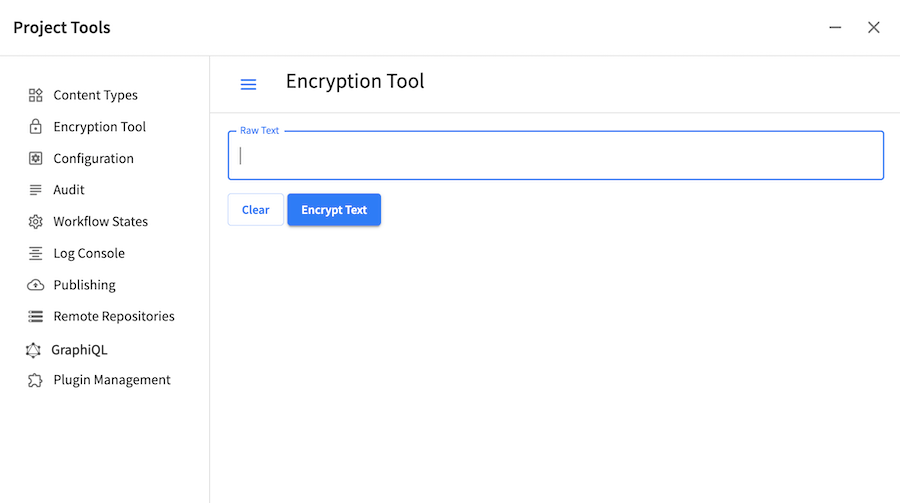 Project Tools
Content Types
Encryption Tool
Configuration
Audit
Workflow States
Log Console
Publishing
Remote Repositories
GraphiQL
Plugin Management
Encryption Tool
Raw Text
Clear
Encrypt Text